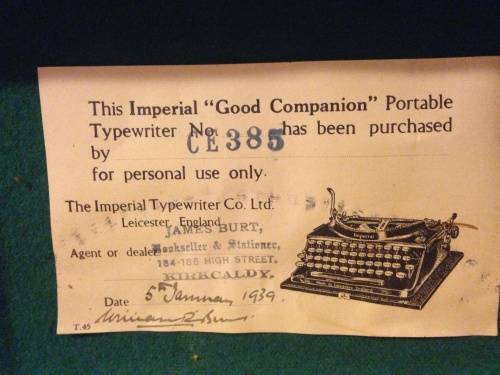 This Imperial "Good Companion" Portable
Typewriter No. CE385 has been purchased
by
for personal use only.
The Imperial Typewriter Co. Ltd.
Leicester, England
JAMES BURT,
Agent or dealer Bookseller & Stationer,
184-186 HIGH STREET,
KIRKCALDY.
Date 5th January, 1939.
T.45
Imperial